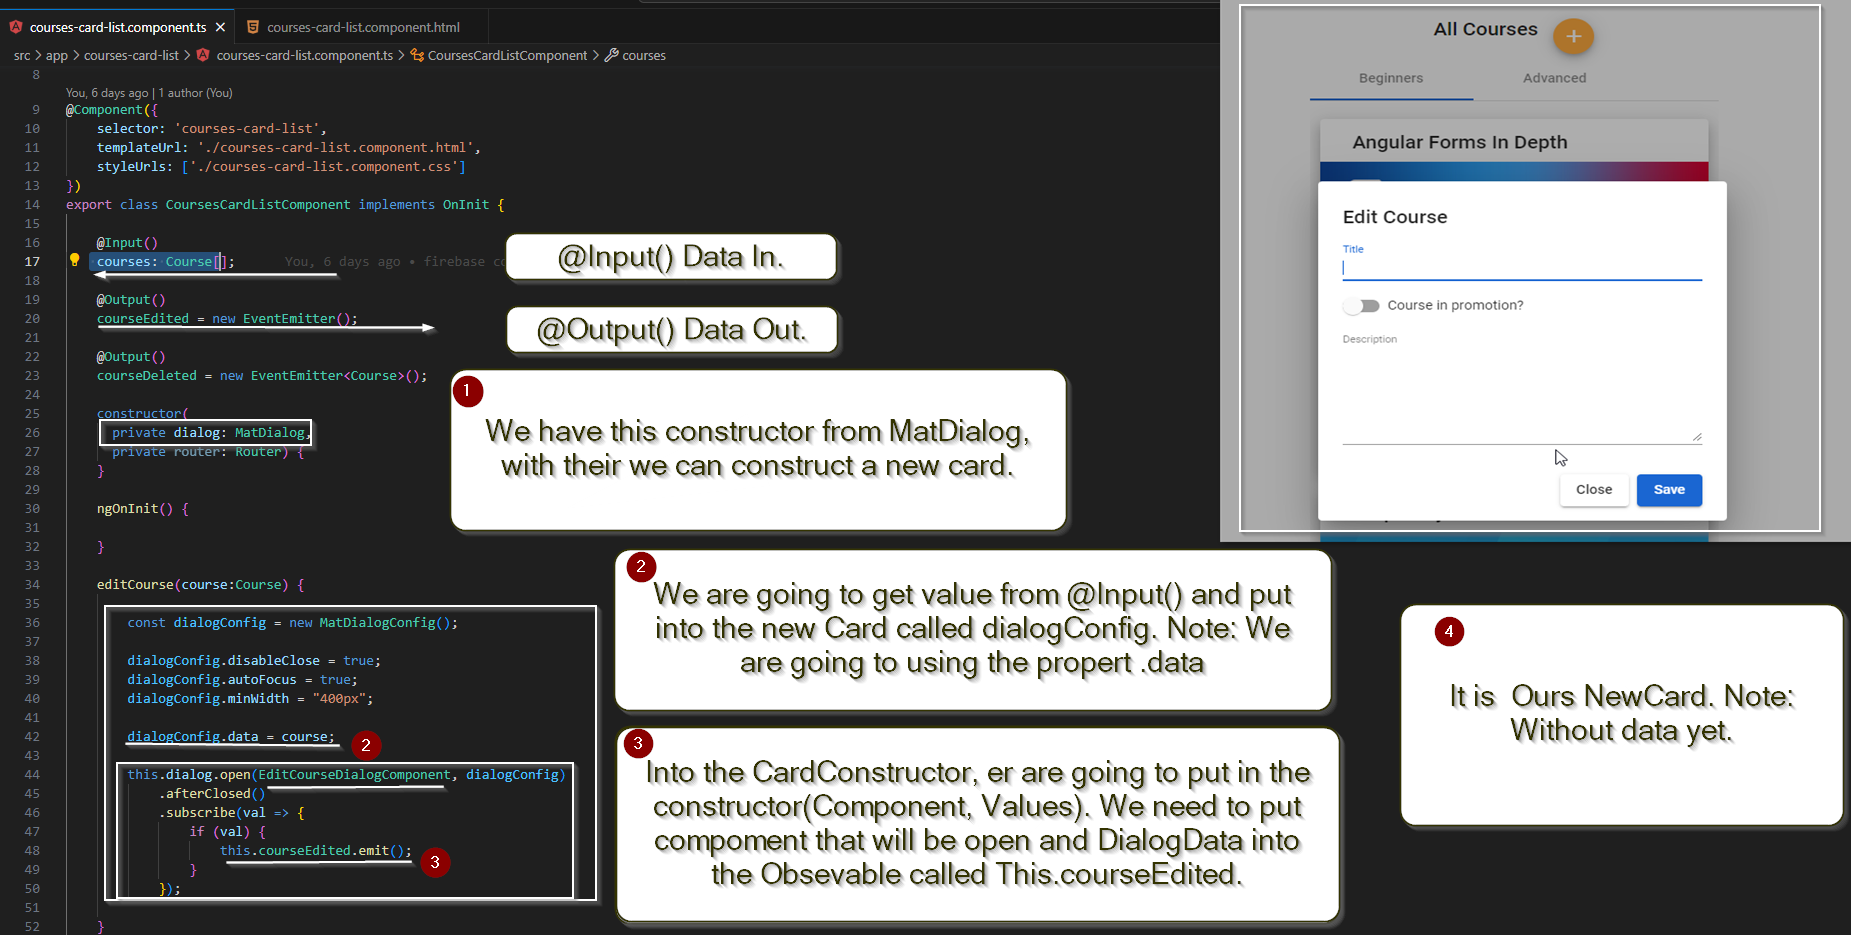 courses-card-list.component.ts
courses-card-list.component.html
src > app > courses-card-list > courses-card-list.component.ts > CoursesCardListComponent > courses
8
You, 6 days ago | 1 author (You)
9 @Component({
10 selector: 'courses-card-list',
11 templateUrl: './courses-card-list.component.html',
12 styleUrls: ['./courses-card-list.component.css']
13 })
14 export class CoursesCardListComponent implements OnInit {
15
16 @Input()
17 courses: Course[]; You, 6 days ago • firebase
18
19 @Output()
20 courseEdited = new EventEmitter();
21
22 @Output()
23 courseDeleted = new EventEmitter<Course>();
24
25 constructor(
26 private dialog: MatDialog,
27 private router: Router) {
28 }
29
30 ngOnInit() {
31
32 }
33
34 editCourse(course:Course) {
35
36 const dialogConfig = new MatDialogConfig();
37
38 dialogConfig.disableClose = true;
39 dialogConfig.autoFocus = true;
40 dialogConfig.minWidth = "400px";
41
42 dialogConfig.data = course;
2
43
44 this.dialog.open(EditCourseDialogComponent, dialogConfig)
45 .afterClosed()
46 .subscribe(val => {
47 if (val) {
48 this.courseEdited.emit();
3
49 }
50 });
51
52 }
@Input() Data In.
@Output() Data Out.
1
We have this constructor from MatDialog,
with their we can construct a new card.
2
We are going to get value from @Input() and put
into the new Card called dialogConfig. Note: We
are going to using the propert .data
3
Into the CardConstructor, er are going to put in the
constructor(Component, Values). We need to put
compoment that will be open and DialogData into
the Obsevable called This.courseEdited.
All Courses
+
Beginners
Advanced
Angular Forms In Depth
Edit Course
Title
Course in promotion?
Description
Close
Save
4
It is Ours NewCard. Note:
Without data yet.